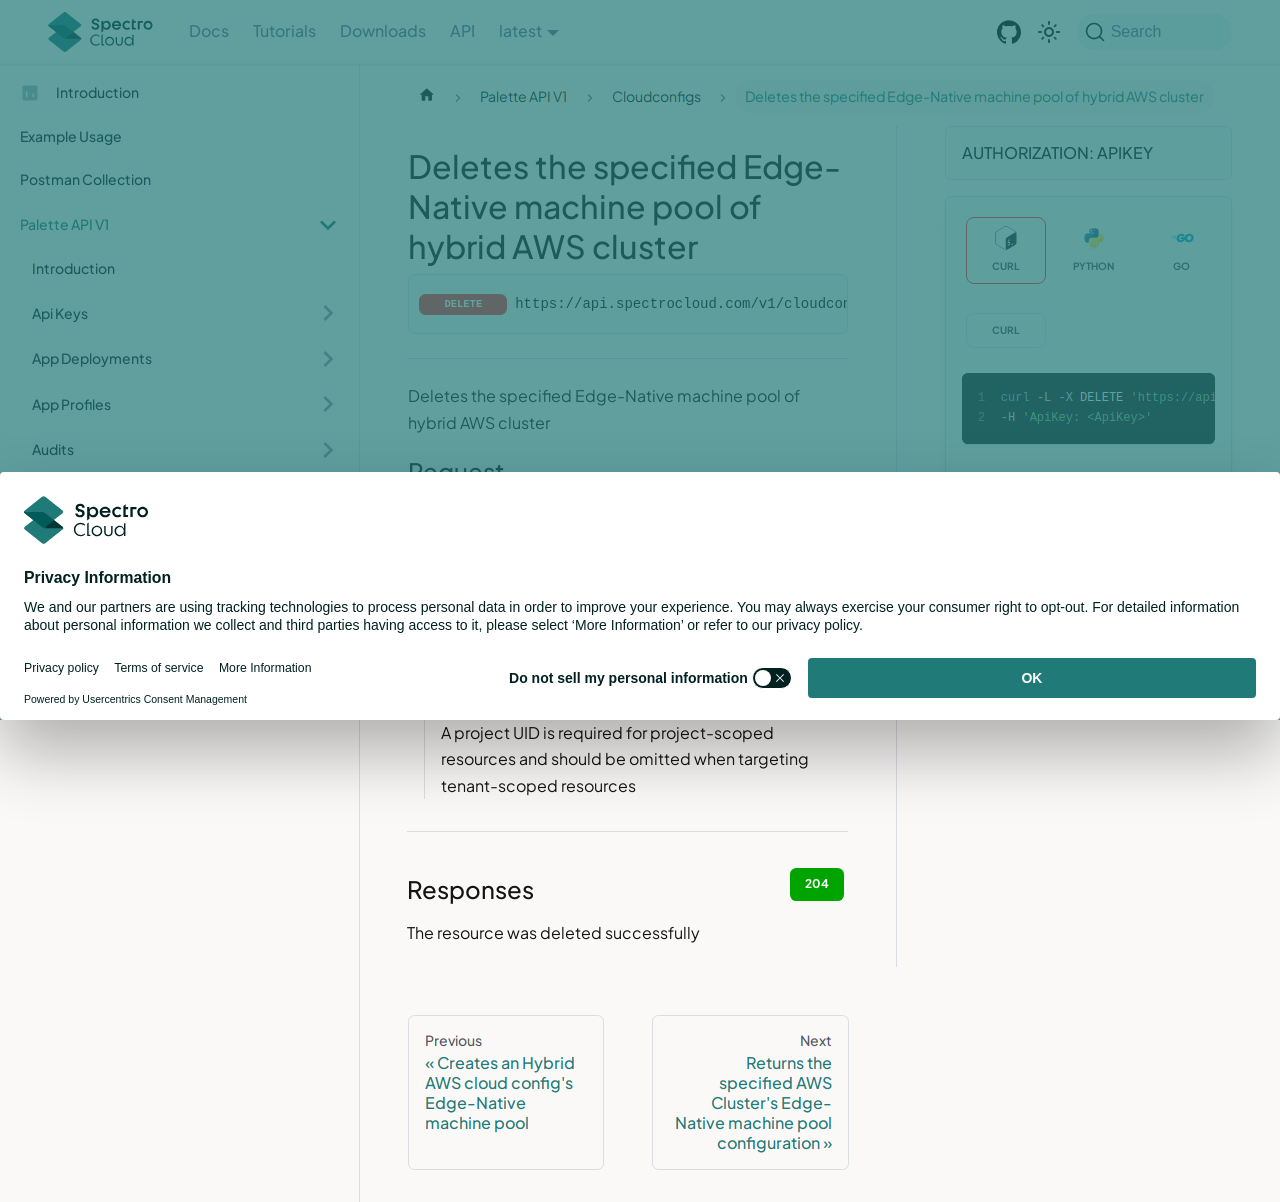 Spectro Cloud
Docs
Tutorials
Downloads
API
latest
Search
Introduction
Example Usage
Postman Collection
Palette API V1
Introduction
Api Keys
App Deployments
App Profiles
Audits
Palette API V1
Cloudconfigs
Deletes the specified Edge-Native machine pool of hybrid AWS cluster
Deletes the specified Edge-
Native machine pool of
hybrid AWS cluster
DELETE https://api.spectrocloud.com/v1/cloudcon
Deletes the specified Edge-Native machine pool of
hybrid AWS cluster
Request
AUTHORIZATION: APIKEY
CURL
PYTHON
GO
CURL
1 curl -L -X DELETE 'https://api
2 -H 'ApiKey: <ApiKey>'
Spectro
Cloud
Privacy Information
We and our partners are using tracking technologies to process personal data in order to improve your experience. You may always exercise your consumer right to opt-out. For detailed information
about personal information we collect and third parties having access to it, please select ‘More Information’ or refer to our privacy policy.
Privacy policy
Terms of service
More Information
Powered by Usercentrics Consent Management
Do not sell my personal information
OK
A project UID is required for project-scoped
resources and should be omitted when targeting
tenant-scoped resources
Responses
204
The resource was deleted successfully
Previous
« Creates an Hybrid
AWS cloud config's
Edge-Native
machine pool
Next
Returns the
specified AWS
Cluster's Edge-
Native machine pool
configuration »